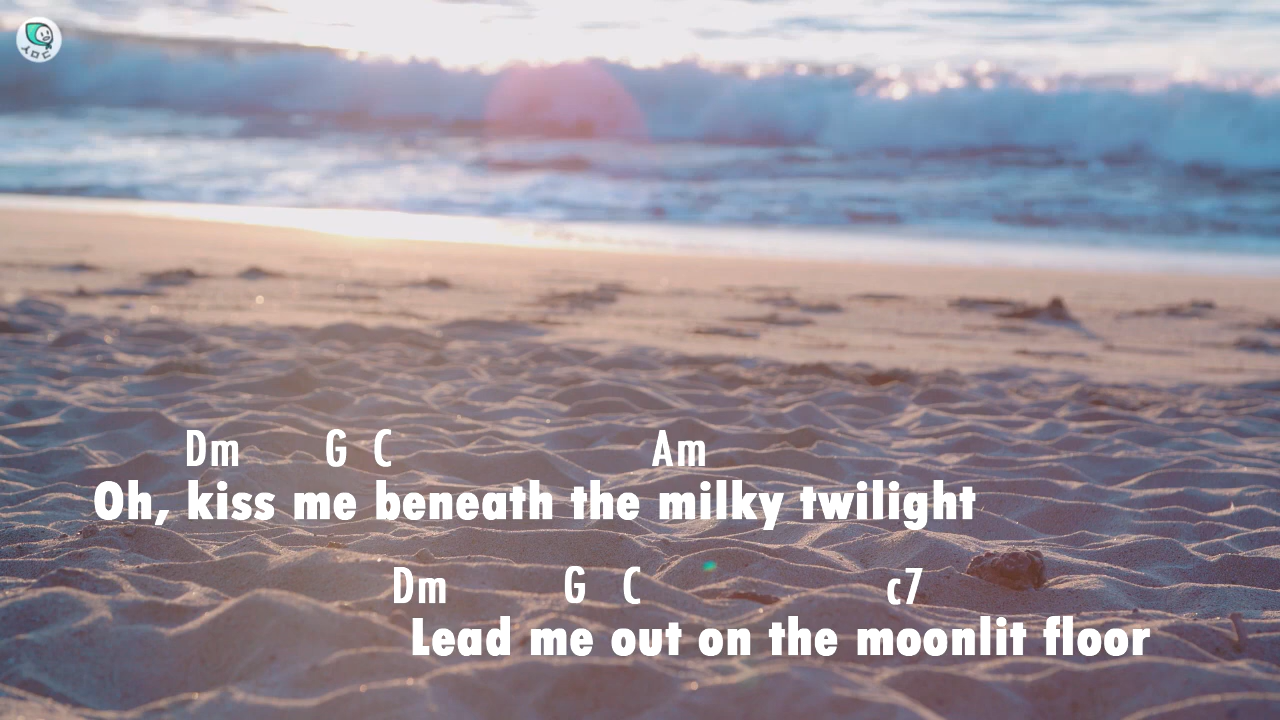 Dm G C Am
Oh, kiss me beneath the milky twilight
Dm G C c7
Lead me out on the moonlit floor